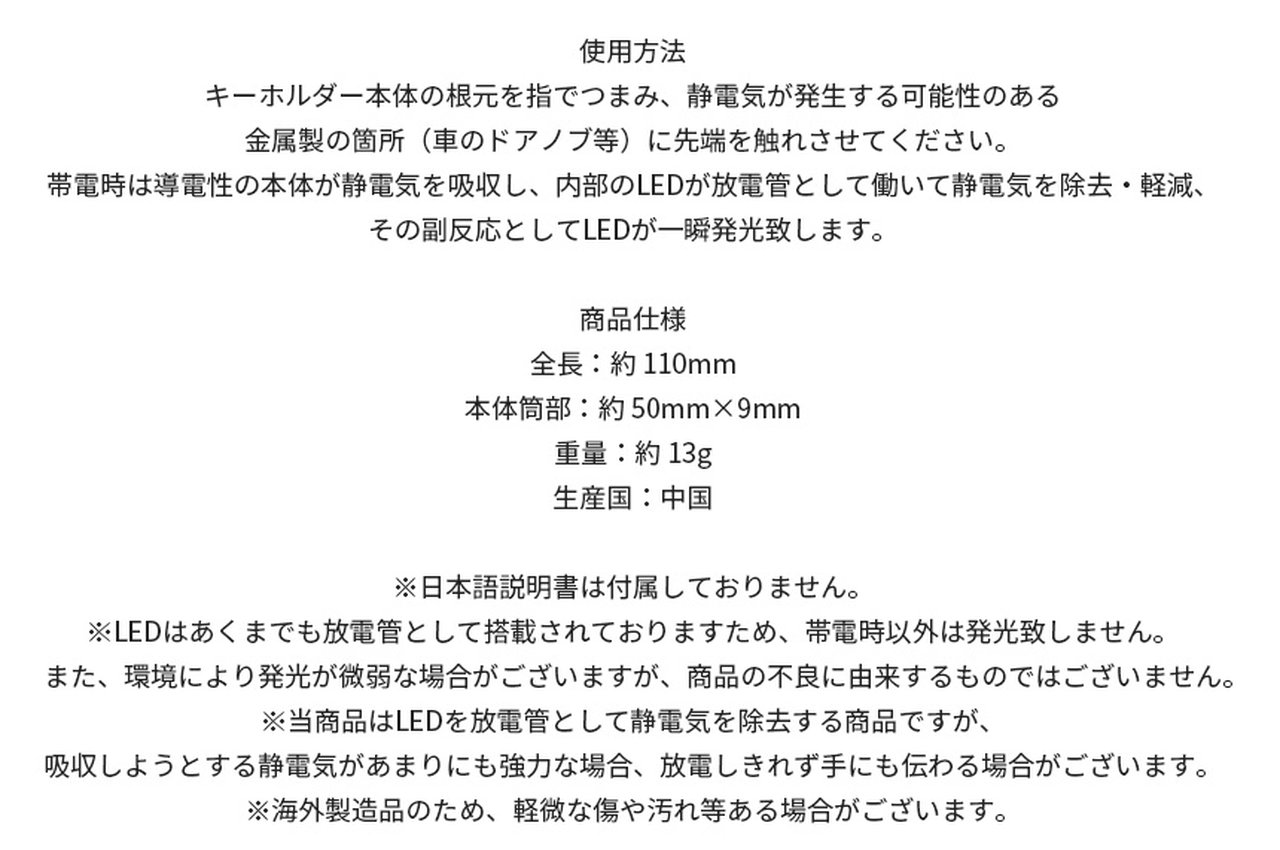 使用方法
キーホルダー本体の根元を指でつまみ、静電気が発生する可能性のある
金属製の箇所（車のドアノブ等）に先端を触れさせてください。
帯電時は導電性の本体が静電気を吸収し、内部のLEDが放電管として働いて静電気を除去・軽減、
その副反応としてLEDが一瞬発光致します。
商品仕様
全長：約 110mm
本体筒部：約 50mm×9mm
重量：約 13g
生産国：中国
※日本語説明書は付属しておりません。
※LEDはあくまでも放電管として搭載されておりますため、帯電時以外は発光致しません。
また、環境により発光が微弱な場合がございますが、商品の不良に由来するものではございません。
※当商品はLEDを放電管として静電気を除去する商品ですが、
吸収しようとする静電気があまりにも強力な場合、放電しきれず手にも伝わる場合がございます。
※海外製造品のため、軽微な傷や汚れ等ある場合がございます。